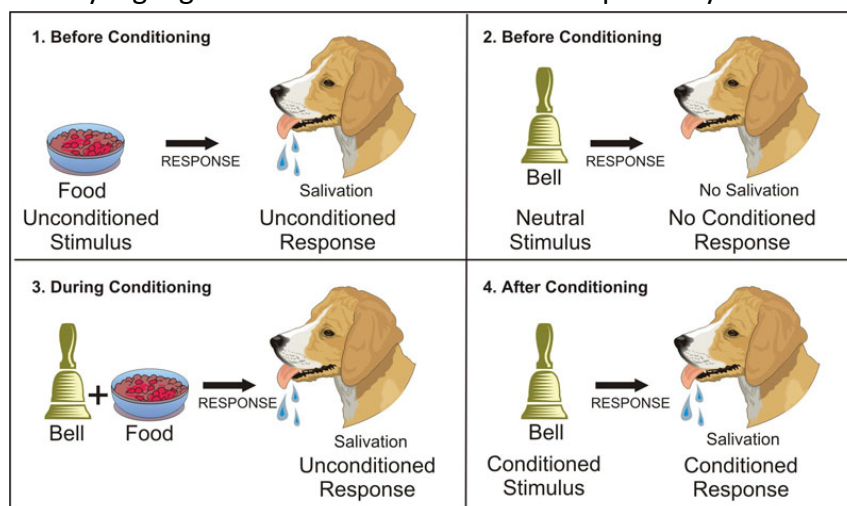 1. Before Conditioning
RESPONSE
Food
Salivation
Unconditioned
Stimulus
Unconditioned
Response
2. Before Conditioning
RESPONSE
Bell
No Salivation
Neutral
Stimulus
No Conditioned
Response
3. During Conditioning
+
RESPONSE
Bell
Food
Salivation
Unconditioned
Response
4. After Conditioning
RESPONSE
Bell
Salivation
Conditioned
Stimulus
Conditioned
Response